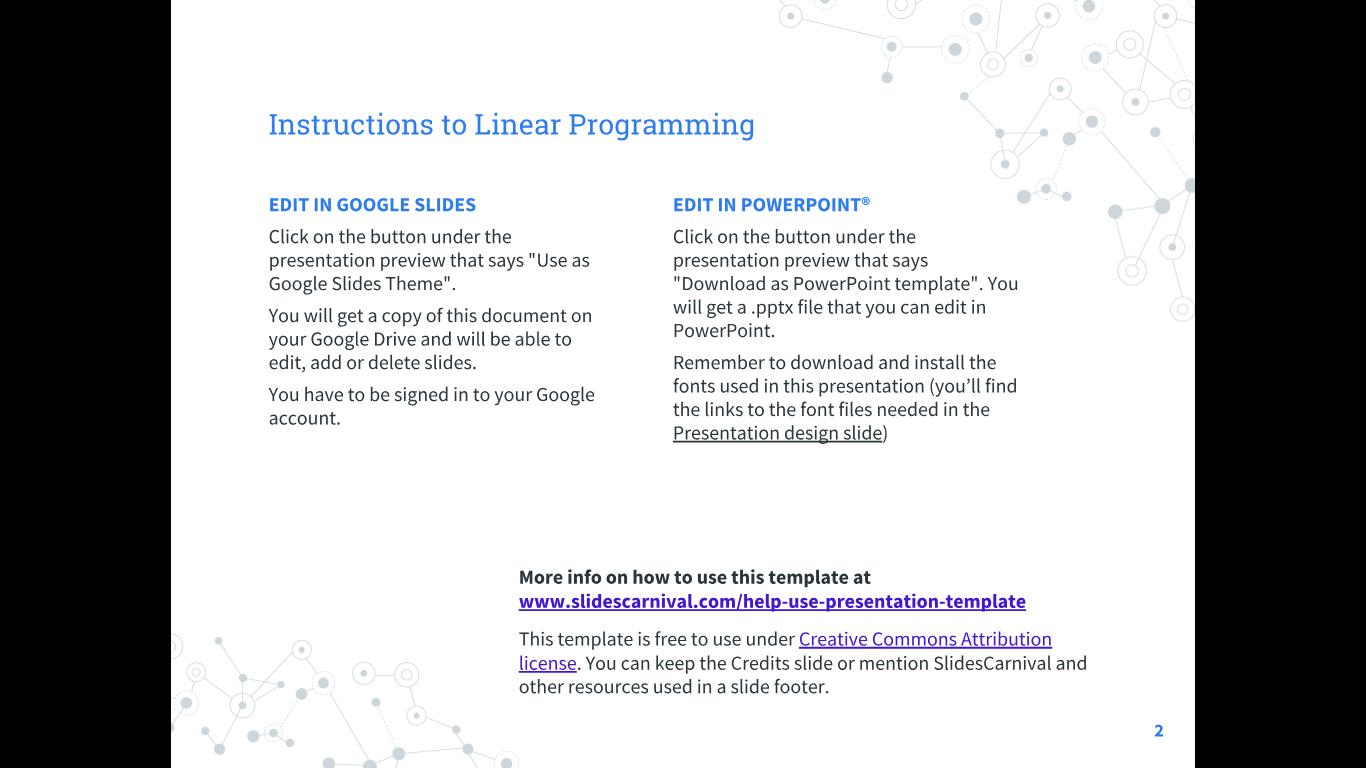 Instructions to Linear Programming
EDIT IN GOOGLE SLIDES
Click on the button under the
presentation preview that says "Use as
Google Slides Theme".
You will get a copy of this document on
your Google Drive and will be able to
edit, add or delete slides.
You have to be signed in to your Google
account.
EDIT IN POWERPOINT®
Click on the button under the
presentation preview that says
"Download as PowerPoint template". You
will get a .pptx file that you can edit in
PowerPoint.
Remember to download and install the
fonts used in this presentation (you’ll find
the links to the font files needed in the
Presentation design slide)
More info on how to use this template at
www.slidescarnival.com/help-use-presentation-template
This template is free to use under Creative Commons Attribution
license. You can keep the Credits slide or mention SlidesCarnival and
other resources used in a slide footer.
2